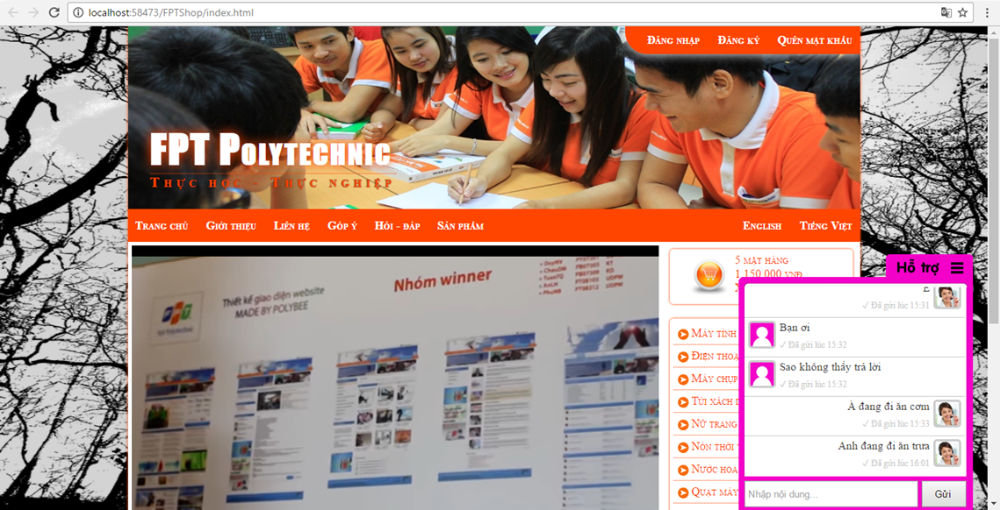 localhost:58473/FPTShop/index.html
Đăng nhập Đăng ký Quên mật khẩu
FPT Polytechnic
Thực học - Thực nghiệp
Trang chủ Giới thiệu Liên hệ Góp ý Hỏi - đáp Sản phẩm English Tiếng Việt
Nhóm winner
Thiết kế giao diện website
MADE BY POLYBEE
FPT
5 mặt hàng
1.150.000 vnđ
Hỗ trợ
✓ Đã gửi lúc 15:31
Máy tính
Bạn ơi
✓ Đã gửi lúc 15:32
Điện thoạ
Máy chụp
Sao không thấy trả lời
✓ Đã gửi lúc 15:32
Túi xách
À đang đi ăn cơm
✓ Đã gửi lúc 15:33
Nữ trang
Nón thời
Anh đang đi ăn trưa
✓ Đã gửi lúc 16:01
Nước hoa
Quạt máy
Nhập nội dung... Gửi